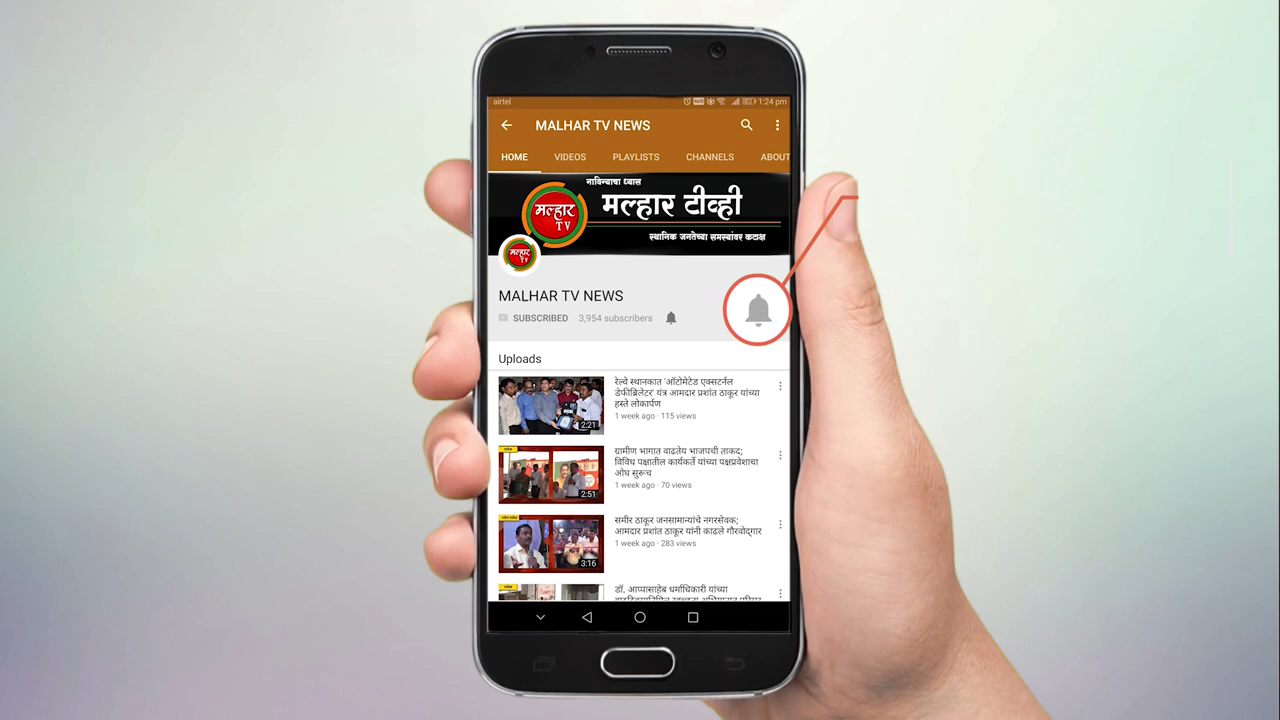 airtel
1:24 pm
MALHAR TV NEWS
HOME VIDEOS PLAYLISTS CHANNELS ABOUT
नाविन्याचा ध्यास
मल्हार टीव्ही
मल्हार
TV
स्थानिक जनतेच्या समस्यांवर कटाक्ष
मल्हार
TV
MALHAR TV NEWS
SUBSCRIBED 3,954 subscribers
Uploads
रेल्वे स्थानकात 'ऑटोमेटेड एक्सटर्नल
डेफीब्रिलेटर' यंत्र आमदार प्रशांत ठाकूर यांच्या
हस्ते लोकार्पण
1 week ago · 115 views
2:21
ग्रामीण भागात वाढतेय भाजपची ताकद;
विविध पक्षातील कार्यकर्ते यांच्या पक्षप्रवेशाचा
ओघ सुरूच
1 week ago · 70 views
2:51
समीर ठाकूर जनसामान्यांचे नगरसेवक;
आमदार प्रशांत ठाकूर यांनी काढले गौरवोद्गार
1 week ago · 283 views
3:16
डॉ. आप्पासाहेब धर्माधिकारी यांच्या